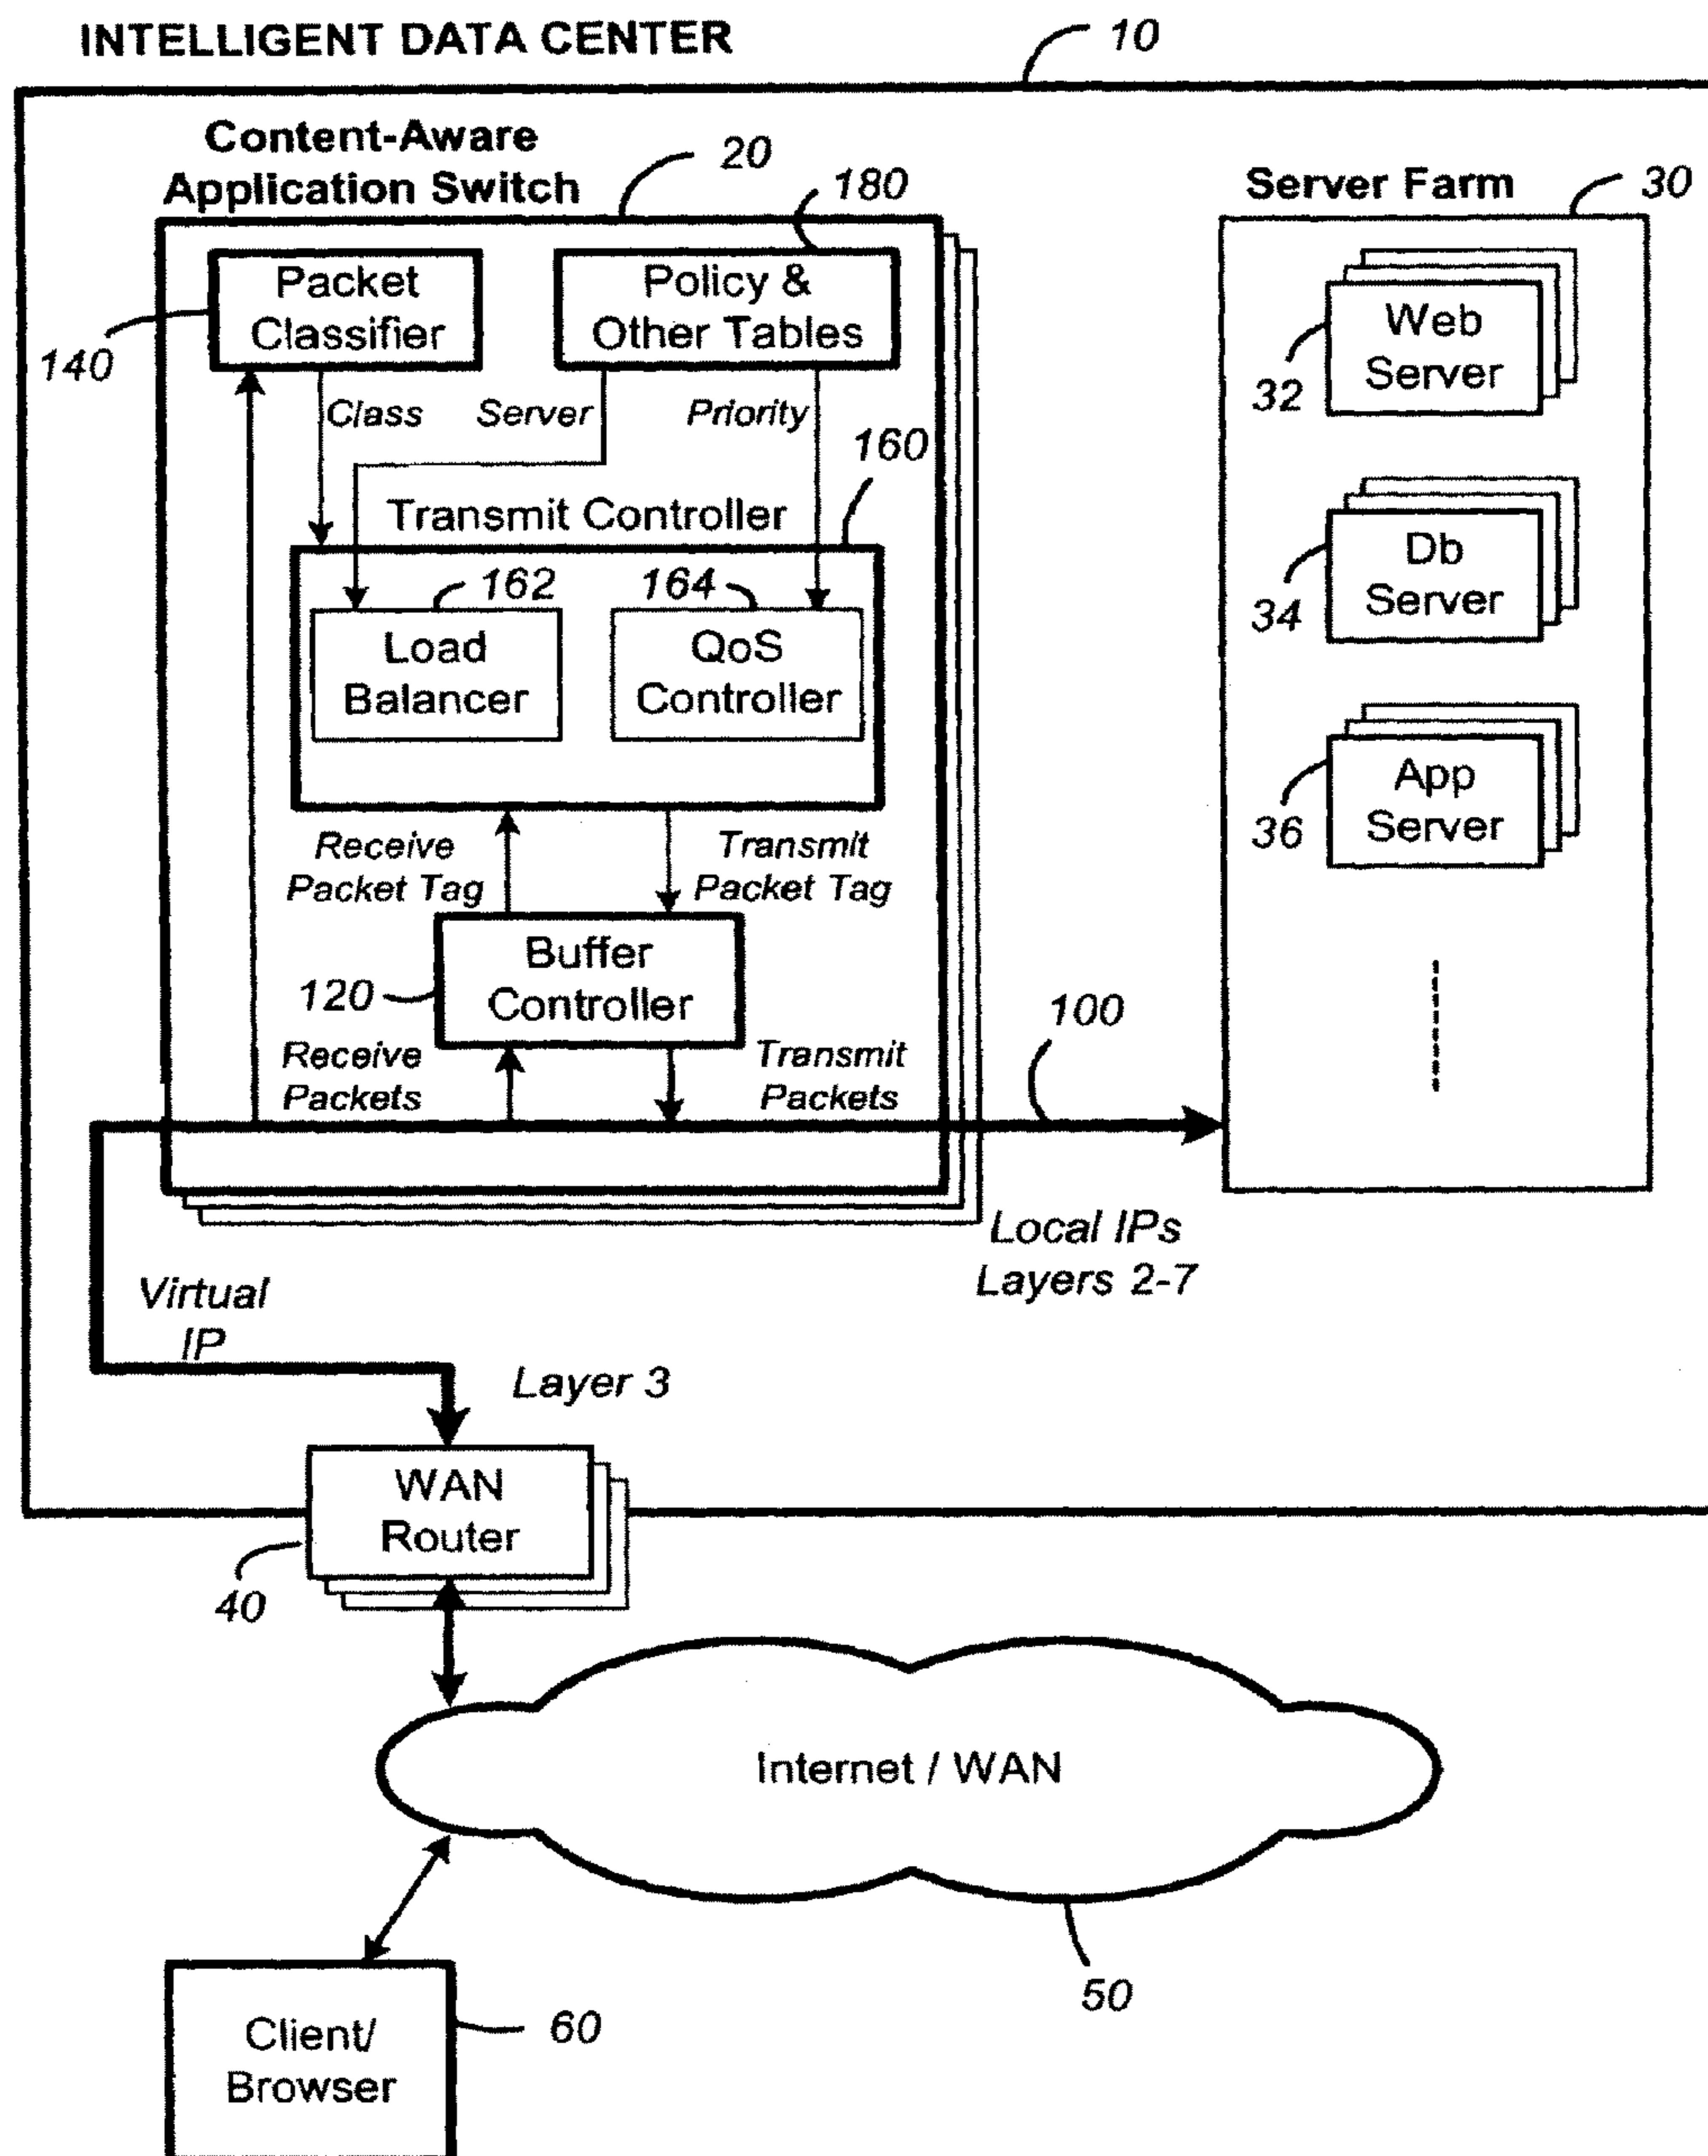 INTELLIGENT DATA CENTER
10
Content-Aware
Application Switch
20
180
Server Farm
30
Packet
Classifier
140
Policy &
Other Tables
Class
Server
Priority
160
Transmit Controller
162
164
Load
Balancer
QoS
Controller
Receive
Packet Tag
Transmit
Packet Tag
Buffer
Controller
120
Receive
Packets
Transmit
Packets
100
Web
Server
32
Db
Server
34
App
Server
36
Local IPs
Layers 2-7
Virtual
IP
Layer 3
WAN
Router
40
Internet / WAN
50
Client/
Browser
60